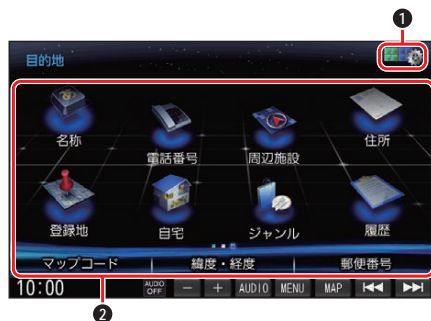 ❶
目的地
名称 電話番号 周辺施設 住所
登録地 自宅 ジャンル 履歴
マップコード 緯度・経度 郵便番号
10:00 AUDIO OFF － ＋ AUDIO MENU MAP
❷